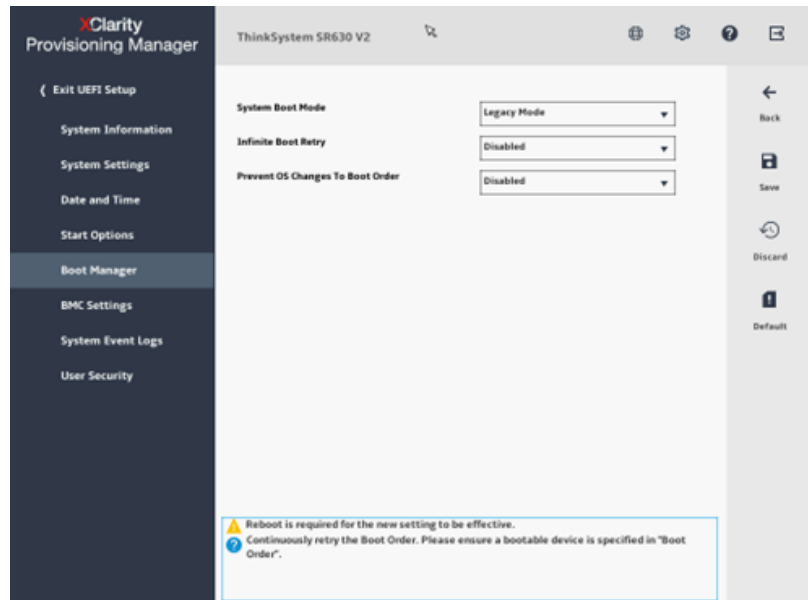 XClarity
Provisioning Manager
ThinkSystem SR630 V2
Exit UEFI Setup
System Information
System Settings
Date and Time
Start Options
Boot Manager
BMC Settings
System Event Logs
User Security
System Boot Mode
Legacy Mode
Infinite Boot Retry
Disabled
Prevent OS Changes To Boot Order
Disabled
Back
Save
Discard
Default
Reboot is required for the new setting to be effective.
Continuously retry the Boot Order. Please ensure a bootable device is specified in "Boot
Order".